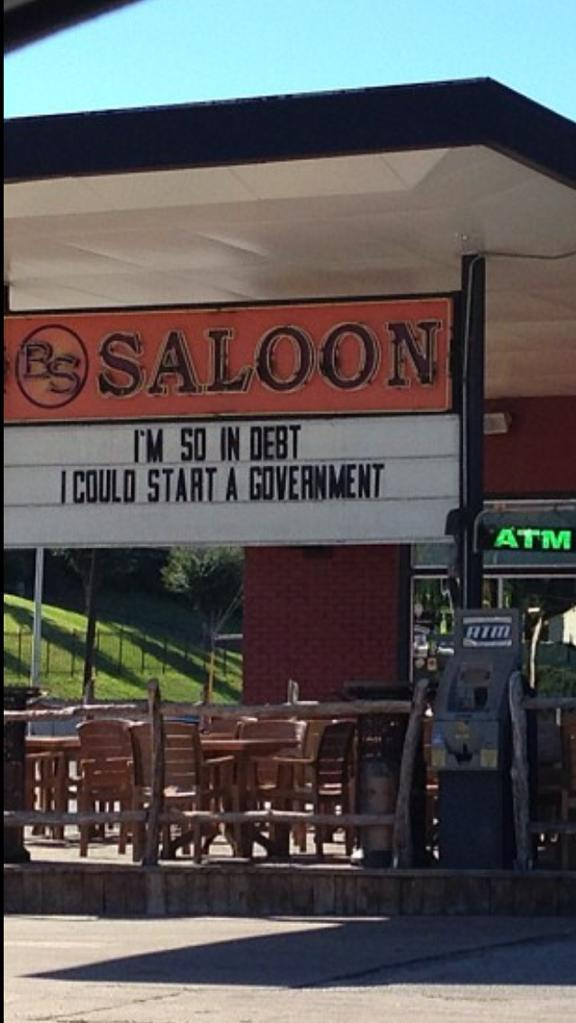 BS SALOON
I'M SO IN DEBT
I COULD START A GOVERNMENT
ATM
ATM